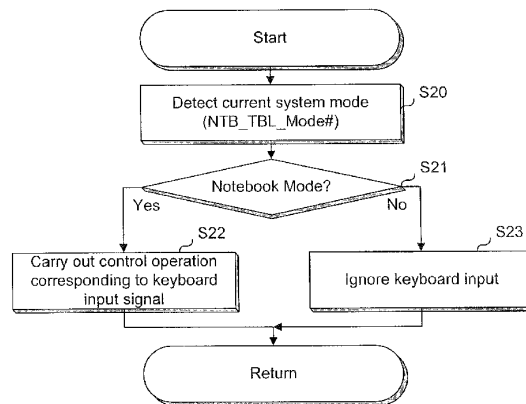 Start
S20
Detect current system mode
(NTB_TBL_Mode#)
S21
Notebook Mode?
Yes
No
S22
Carry out control operation
corresponding to keyboard
input signal
S23
Ignore keyboard input
Return